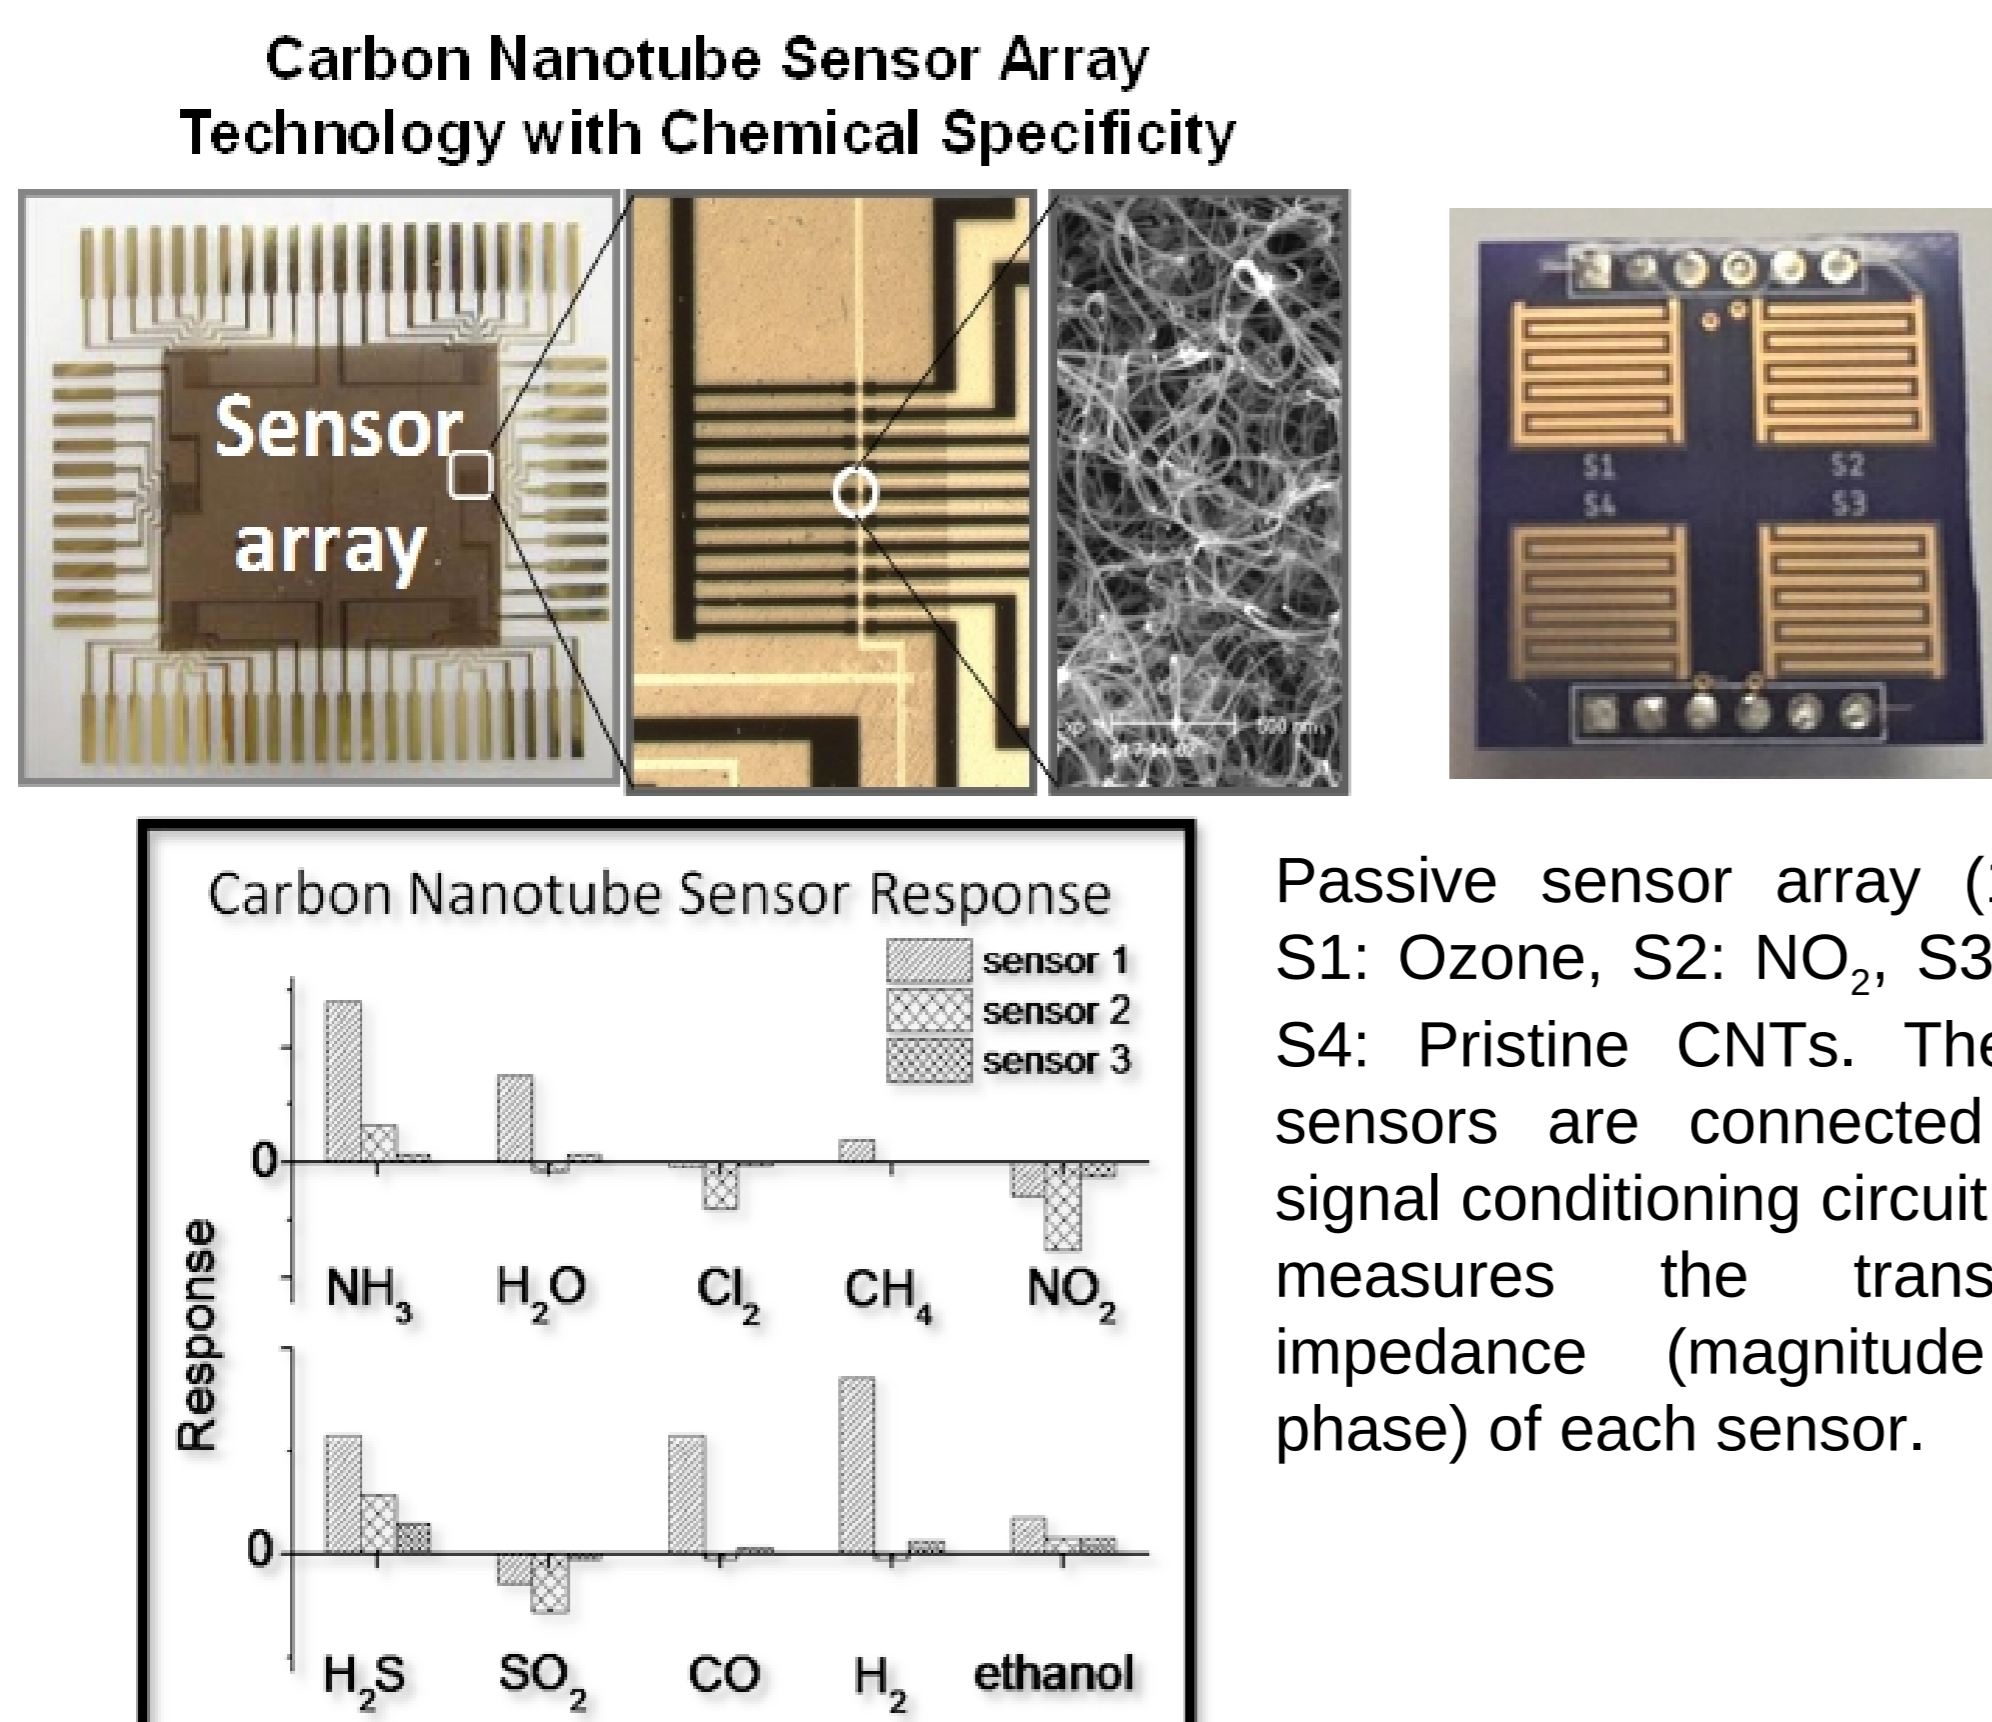 Carbon Nanotube Sensor Array
Technology with Chemical Specificity
Sensor
array
500 nm
S1
S2
S4
S3
Carbon Nanotube Sensor Response
sensor 1
sensor 2
sensor 3
0
NH3
H2O
Cl2
CH4
NO2
Response
0
H2S
SO2
CO
H2
ethanol
Passive sensor array
S1: Ozone, S2: NO2, S3
S4: Pristine CNTs.
sensors are connected
signal conditioning circuit
measures the
impedance (magnitude
phase) of each sensor.